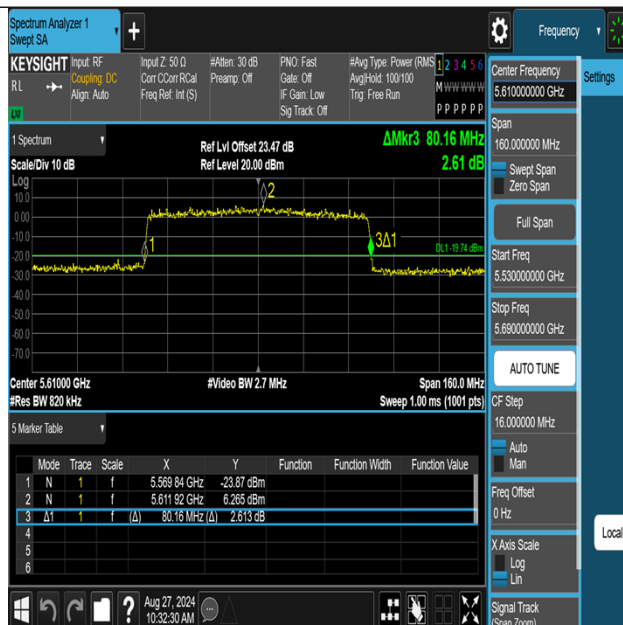 Spectrum Analyzer 1
Swept SA
Frequency
KEYSIGHT
RL
LXI
Input: RF
Coupling: DC
Align: Auto
Input Z: 50 Ω
Corr CCorr RCal
Freq Ref: Int (S)
#Atten: 30 dB
Preamp: Off
PNO: Fast
Gate: Off
IF Gain: Low
Sig Track: Off
#Avg Type: Power (RMS
Avg|Hold: 100/100
Trig: Free Run
1 2 3 4 5 6
M W W W W W
P P P P P P
1 Spectrum
Scale/Div 10 dB
Log
Ref Lvl Offset 23.47 dB
Ref Level 20.00 dBm
ΔMkr3 80.16 MHz
2.61 dB
10.0
0.00
-10.0
-20.0
-30.0
-40.0
-50.0
-60.0
-70.0
1
2
3Δ1
DL1 -19.74 dBm
Center 5.61000 GHz
#Video BW 2.7 MHz
Span 160.0 MHz
#Res BW 820 kHz
Sweep 1.00 ms (1001 pts)
5 Marker Table
Mode Trace Scale X Y Function Function Width Function Value
1 N 1 f 5.569 84 GHz -23.87 dBm
2 N 1 f 5.611 92 GHz 6.265 dBm
3 Δ1 1 f (Δ) 80.16 MHz (Δ) 2.613 dB
4
5
6
Aug 27, 2024
10:32:30 AM
Center Frequency
5.610000000 GHz
Span
160.000000 MHz
Swept Span
Zero Span
Full Span
Start Freq
5.530000000 GHz
Stop Freq
5.690000000 GHz
AUTO TUNE
CF Step
16.000000 MHz
Auto
Man
Freq Offset
0 Hz
X Axis Scale
Log
Lin
Signal Track
(Span Zoom)
Settings
Local